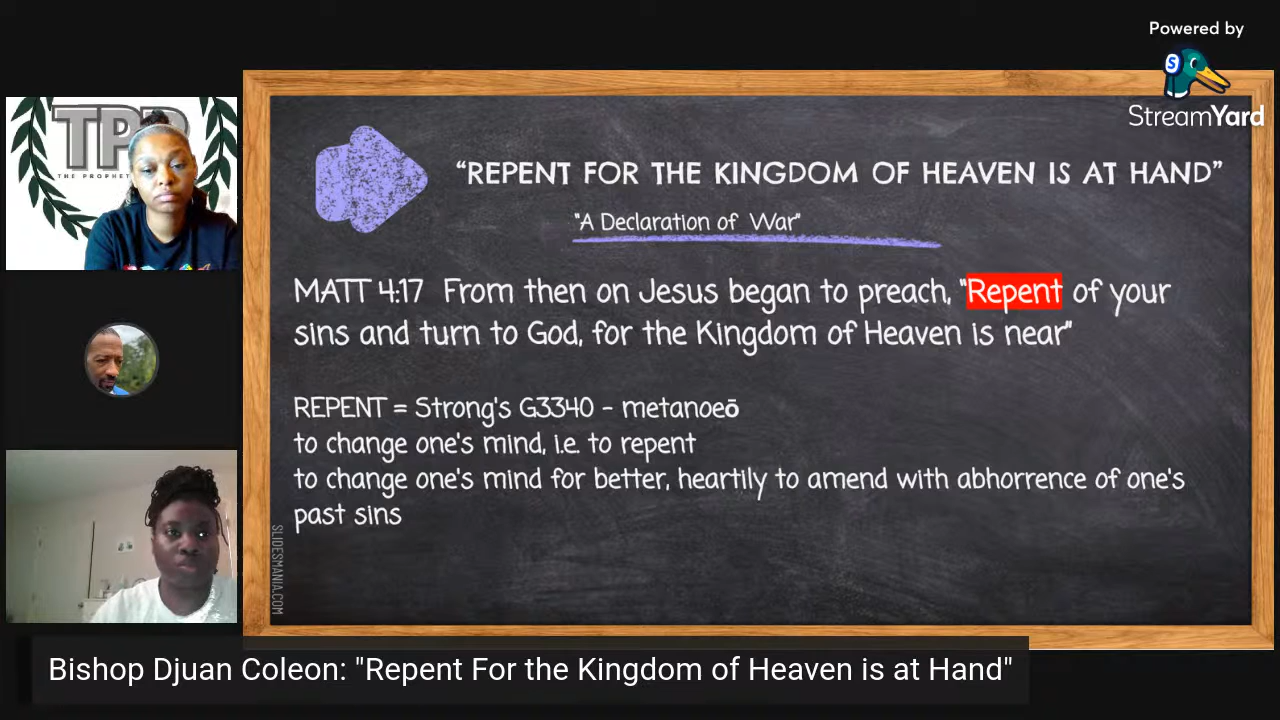 Powered by
StreamYard
TPP
THE PROPHET
"REPENT FOR THE KINGDOM OF HEAVEN IS AT HAND"
"A Declaration of War"
MATT 4:17 From then on Jesus began to preach, "Repent of your
sins and turn to God, for the Kingdom of Heaven is near"
REPENT = Strong's G3340 - metanoeō
to change one's mind, i.e. to repent
to change one's mind for better, heartily to amend with abhorrence of one's
past sins
SLIDESMANIA.COM
Bishop Djuan Coleon: "Repent For the Kingdom of Heaven is at Hand"